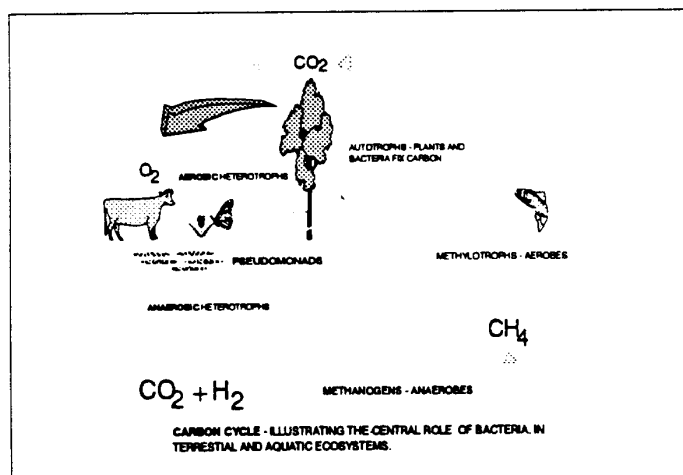 CO2
AUTOTROPHS - PLANTS AND
BACTERIA FIX CARBON
O2
AEROBIC HETEROTROPHS
PSEUDOMONADS
METHYLOTROPHS - AEROBES
ANAEROBIC HETEROTROPHS
CH4
CO2 + H2
METHANOGENS - ANAEROBES
CARBON CYCLE - ILLUSTRATING THE CENTRAL ROLE OF BACTERIA. IN
TERRESTIAL AND AQUATIC ECOSYSTEMS.